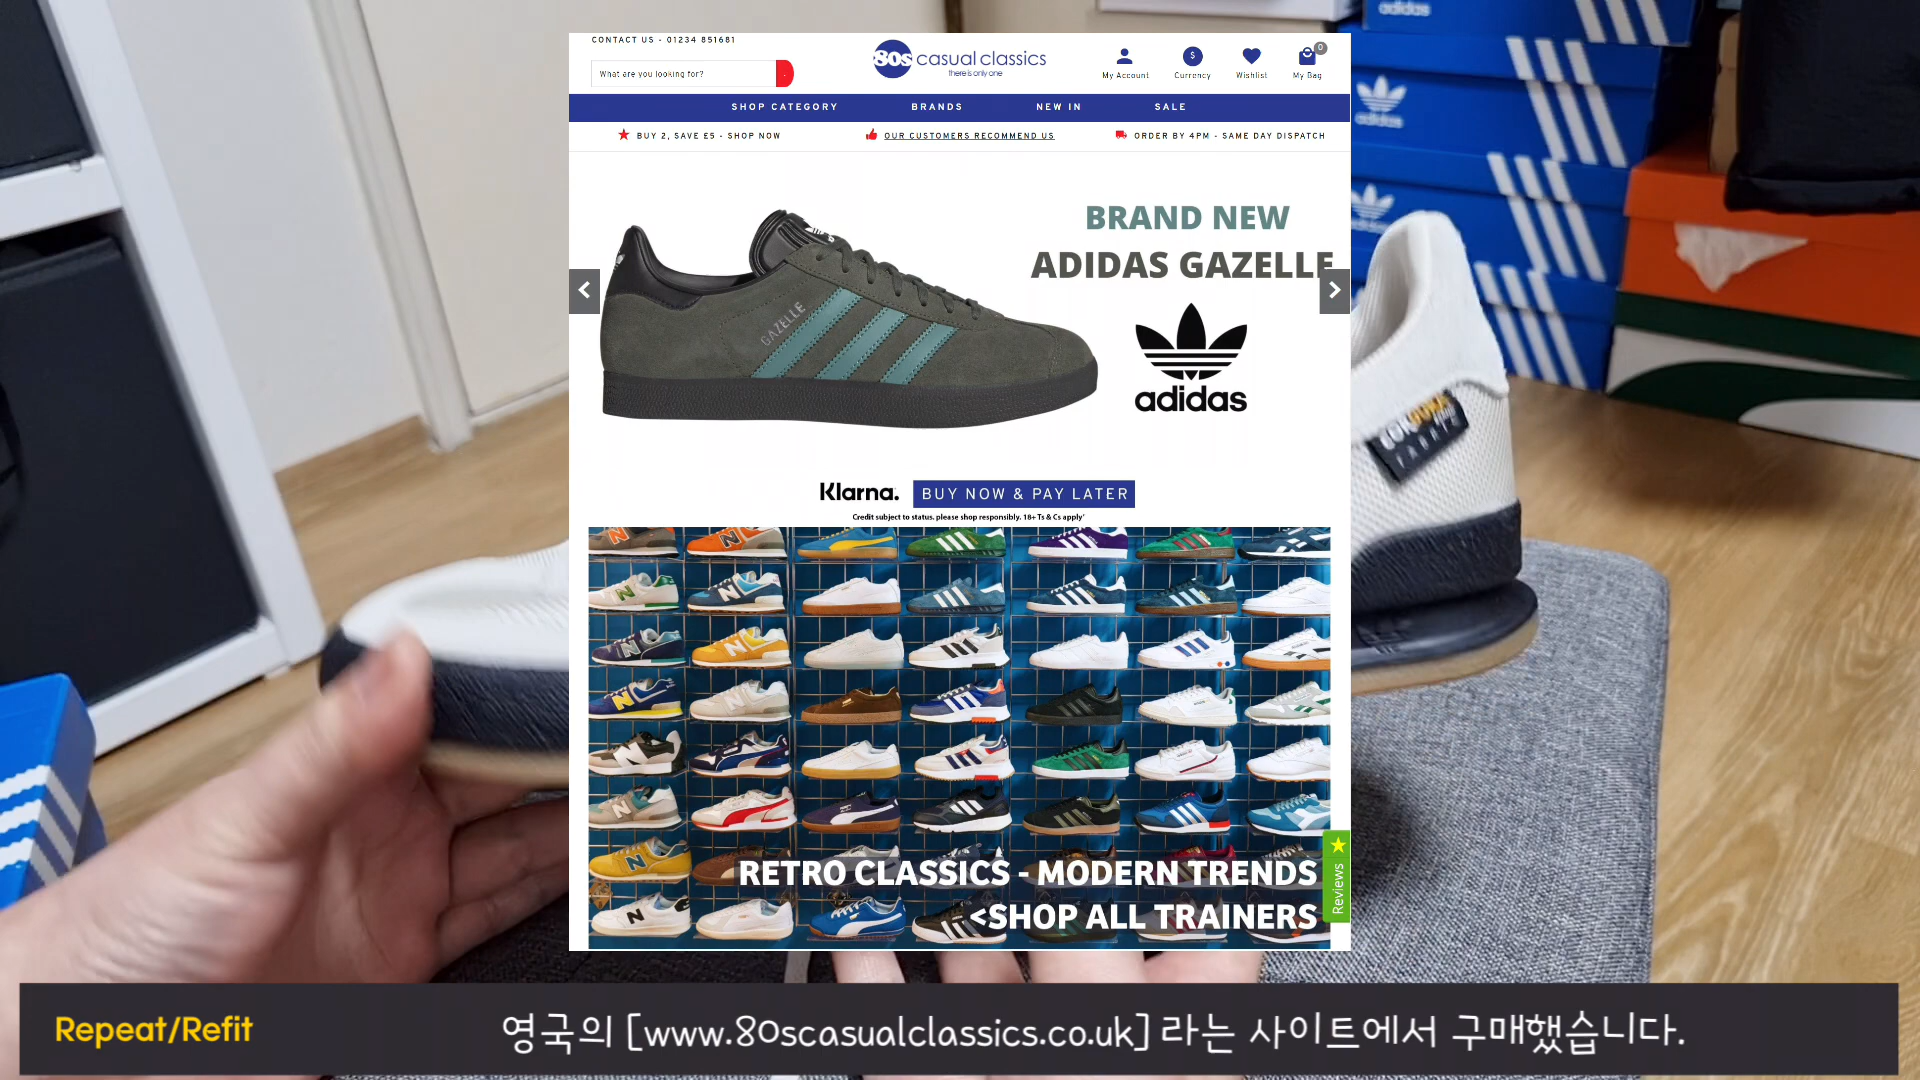 CONTACT US - 01234 851681
What are you looking for?
80s casual classics
there is only one
My Account
Currency
Wishlist
0
My Bag
SHOP CATEGORY
BRANDS
NEW IN
SALE
BUY 2, SAVE £5 - SHOP NOW
OUR CUSTOMERS RECOMMEND US
ORDER BY 4PM - SAME DAY DISPATCH
BRAND NEW
ADIDAS GAZELLE
GAZELLE
adidas
Klarna.
BUY NOW & PAY LATER
Credit subject to status. please shop responsibly. 18+ Ts & Cs apply'
RETRO CLASSICS - MODERN TRENDS
<SHOP ALL TRAINERS
Reviews
adidas
adidas
Repeat/Refit
영국의 [www.80scasualclassics.co.uk] 라는 사이트에서 구매했습니다.